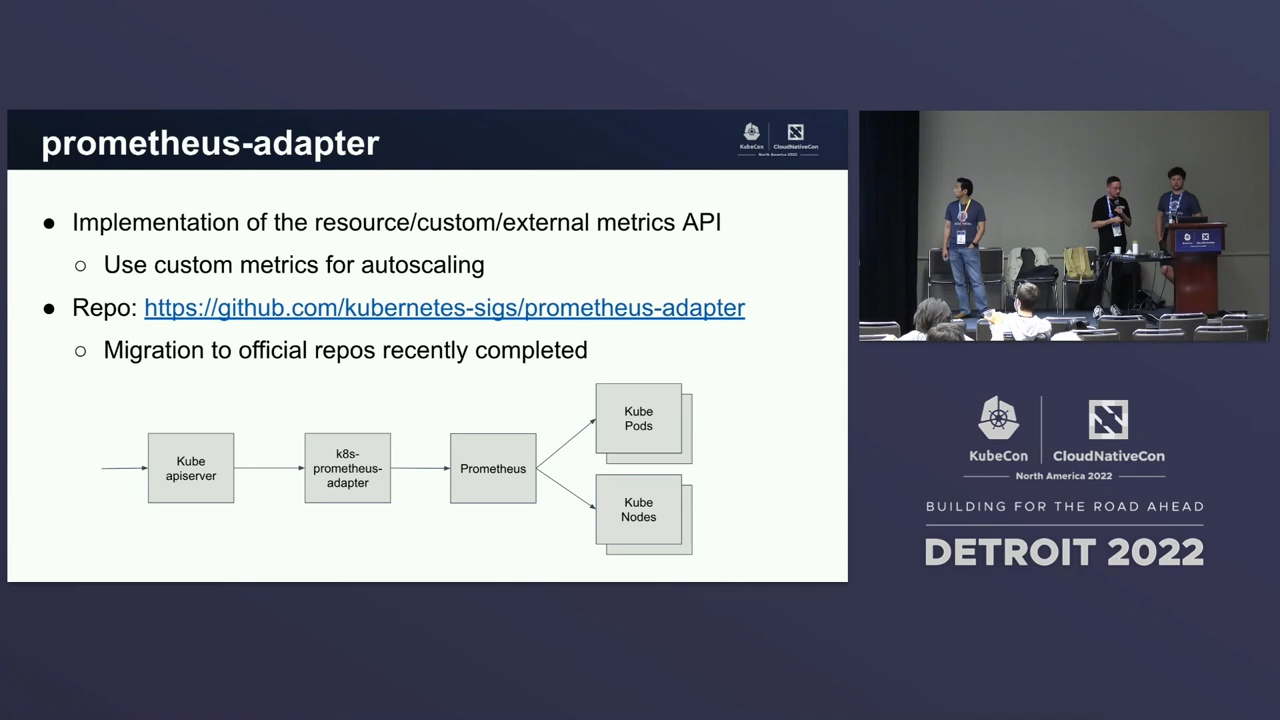 prometheus-adapter
KubeCon
CloudNativeCon
North America 2022
● Implementation of the resource/custom/external metrics API
○ Use custom metrics for autoscaling
● Repo: https://github.com/kubernetes-sigs/prometheus-adapter
○ Migration to official repos recently completed
Kube
apiserver
k8s-
prometheus-
adapter
Prometheus
Kube
Pods
Kube
Nodes
KubeCon
CloudNativeCon
North America 2022
BUILDING FOR THE ROAD AHEAD
DETROIT 2022